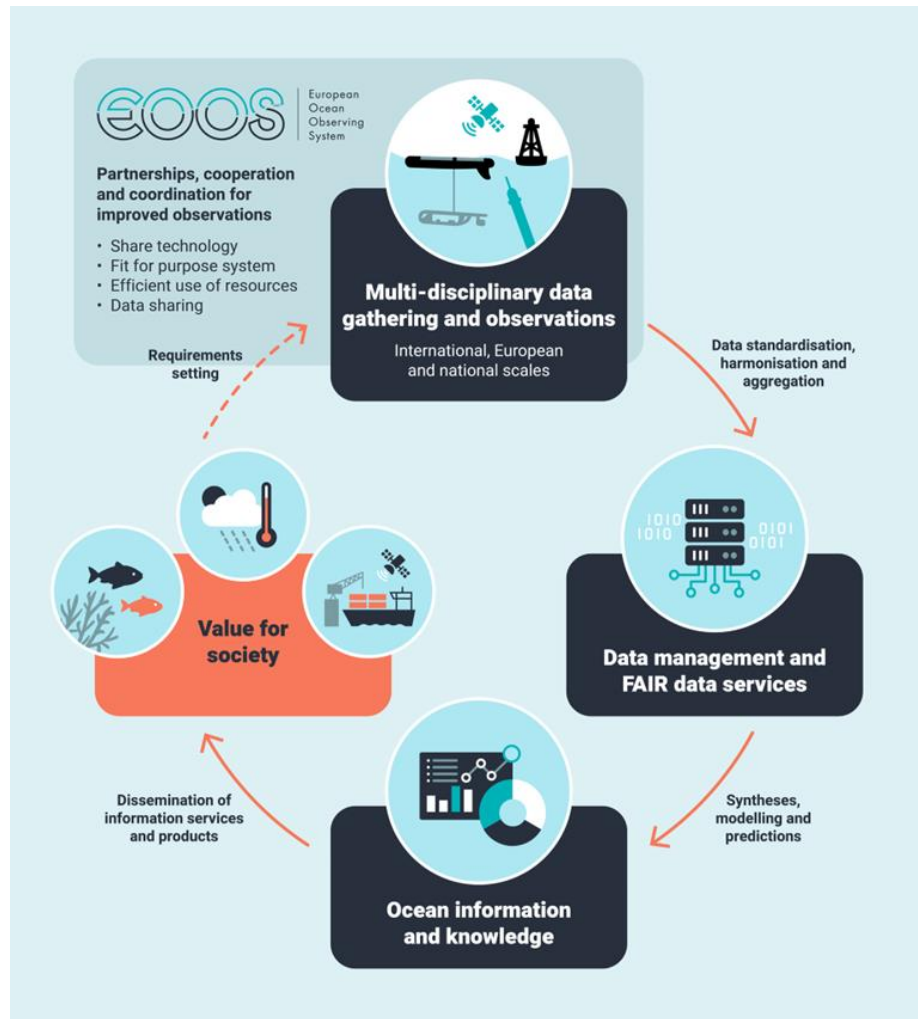 EOOS
European
Ocean
Observing
System
Partnerships, cooperation
and coordination for
improved observations
• Share technology
• Fit for purpose system
• Efficient use of resources
• Data sharing
Multi-disciplinary data
gathering and observations
International, European
and national scales
Requirements
setting
Data standardisation,
harmonisation and
aggregation
1010
1010
0101
0101
Data management and
FAIR data services
Value for
society
Dissemination of
information services
and products
Syntheses,
modelling and
predictions
Ocean information
and knowledge